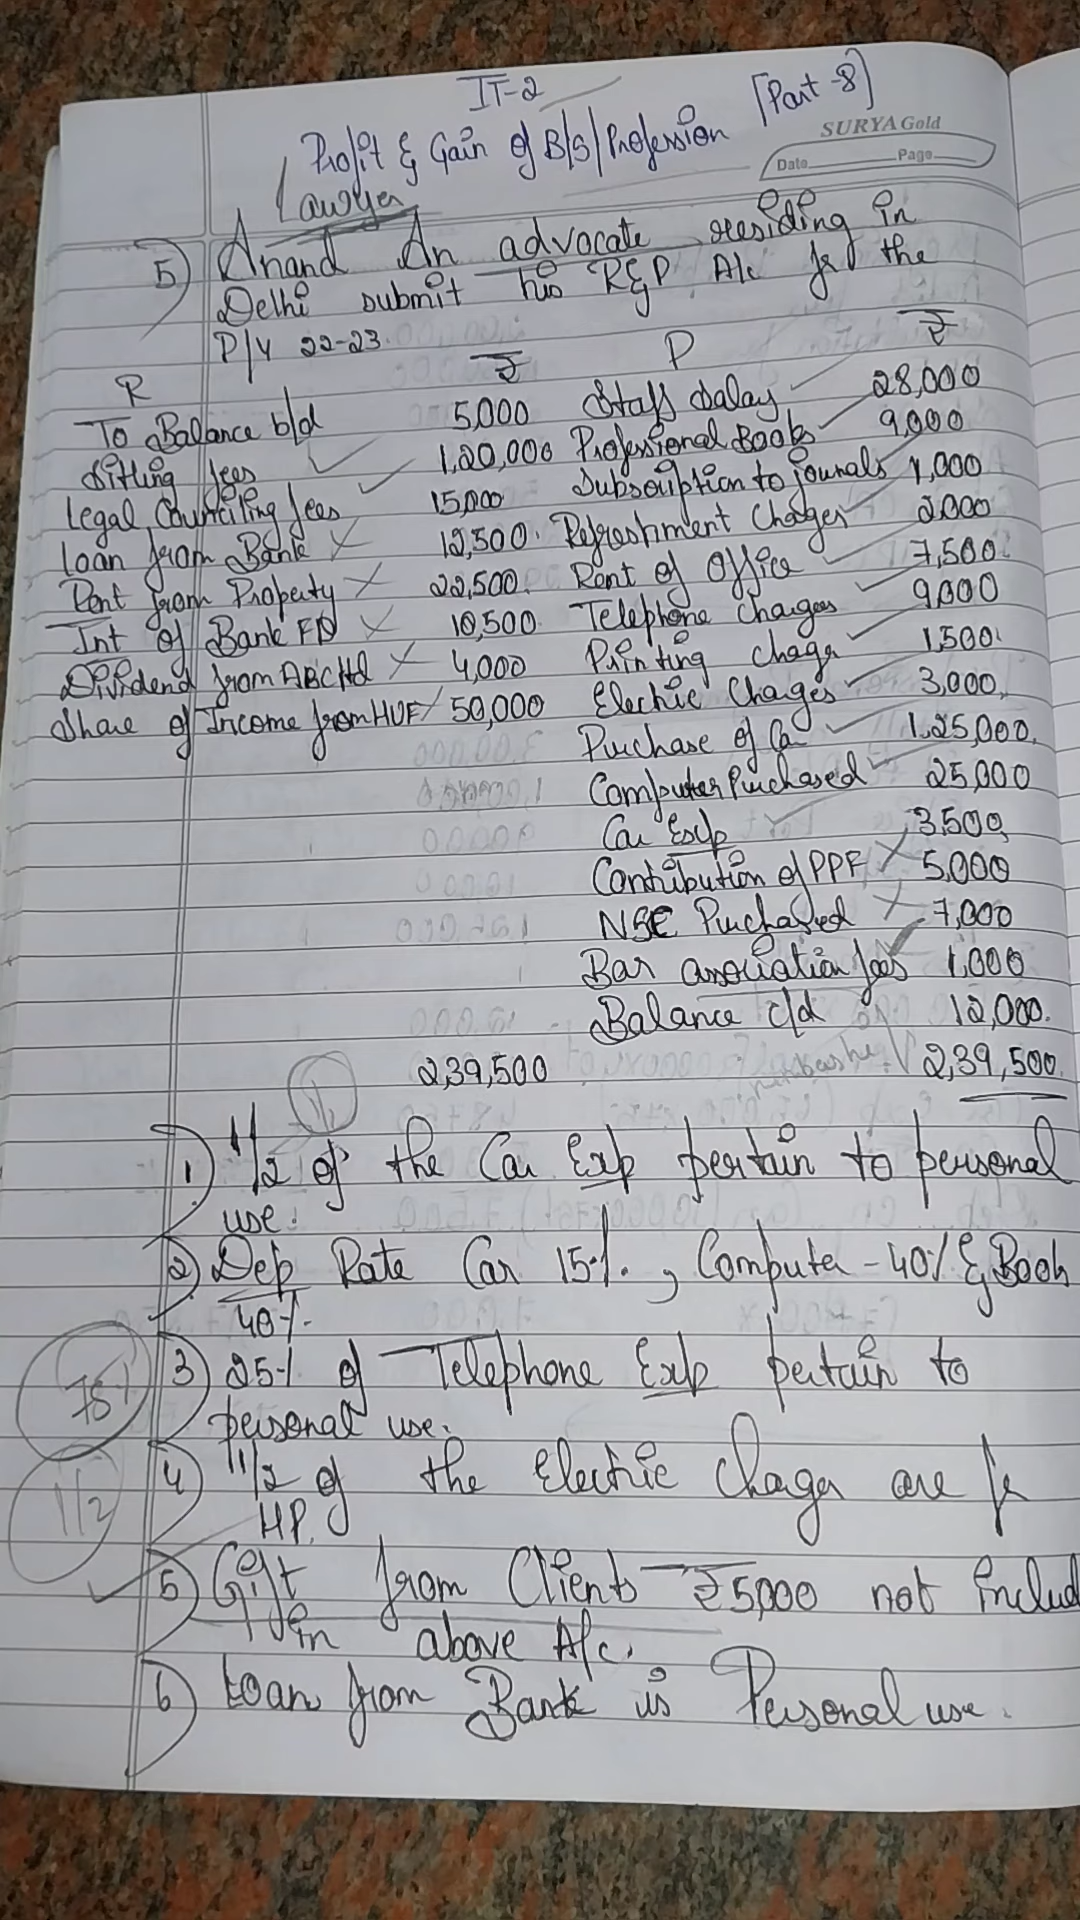 IT-2
[Part-8]
Profit & Gain of B/S/Profession
SURYA Gold
Date Page
Lawyer
5) Anand An advocate residing in
Delhi submit his R&P A/c for the
P/Y 22-23.
R ₹ P ₹
To Balance b/d 5,000 Staff Salay 28,000
Sitting fees 1,20,000 Professional Books 9,000
Legal Counciling fees 15,000 Subscription to journals 1,000
Loan from Bank 12,500. Refreshment Charges 2000
Rent from Property 22,500. Rent of Office 7,500.
Int of Bank FD 10,500 Telephone Charges 9,000
Dividend from ABC Ltd 4,000 Printing chage 1,500
Share of Income from HUF 50,000 Electric Charges 3,000
Purchase of Car 1,25,000.
Computer Purchased 25,000
Car Exp 3,500
Contribution of PPF 5,000
NSE Purchased 7,000
Bar association fees 1,000
Balance c/d 12,000.
2,39,500 2,39,500
1) 1/2 of the Car Exp pertain to personal
use.
2) Dep Rate Car 15%, Computer - 40% & Book
40%.
3) 25% of Telephone Exp pertain to
personal use.
75%
4) 1/2 of the Electric Chages are for
HP.
1/2
5) Gift from Clients ₹5,000 not includ
in above A/c.
6) Loan from Bank is Personal use.